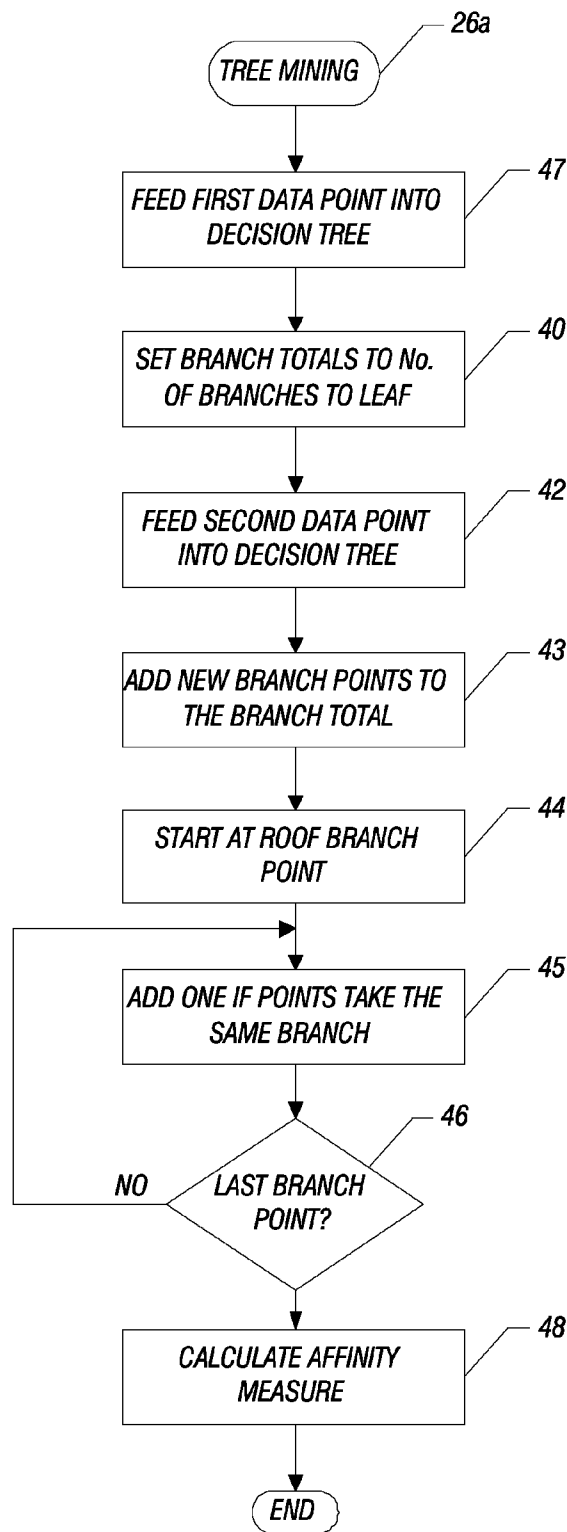 26a
TREE MINING
47
FEED FIRST DATA POINT INTO
DECISION TREE
40
SET BRANCH TOTALS TO No.
OF BRANCHES TO LEAF
42
FEED SECOND DATA POINT
INTO DECISION TREE
43
ADD NEW BRANCH POINTS TO
THE BRANCH TOTAL
44
START AT ROOF BRANCH
POINT
45
ADD ONE IF POINTS TAKE THE
SAME BRANCH
46
NO
LAST BRANCH
POINT?
48
CALCULATE AFFINITY
MEASURE
END